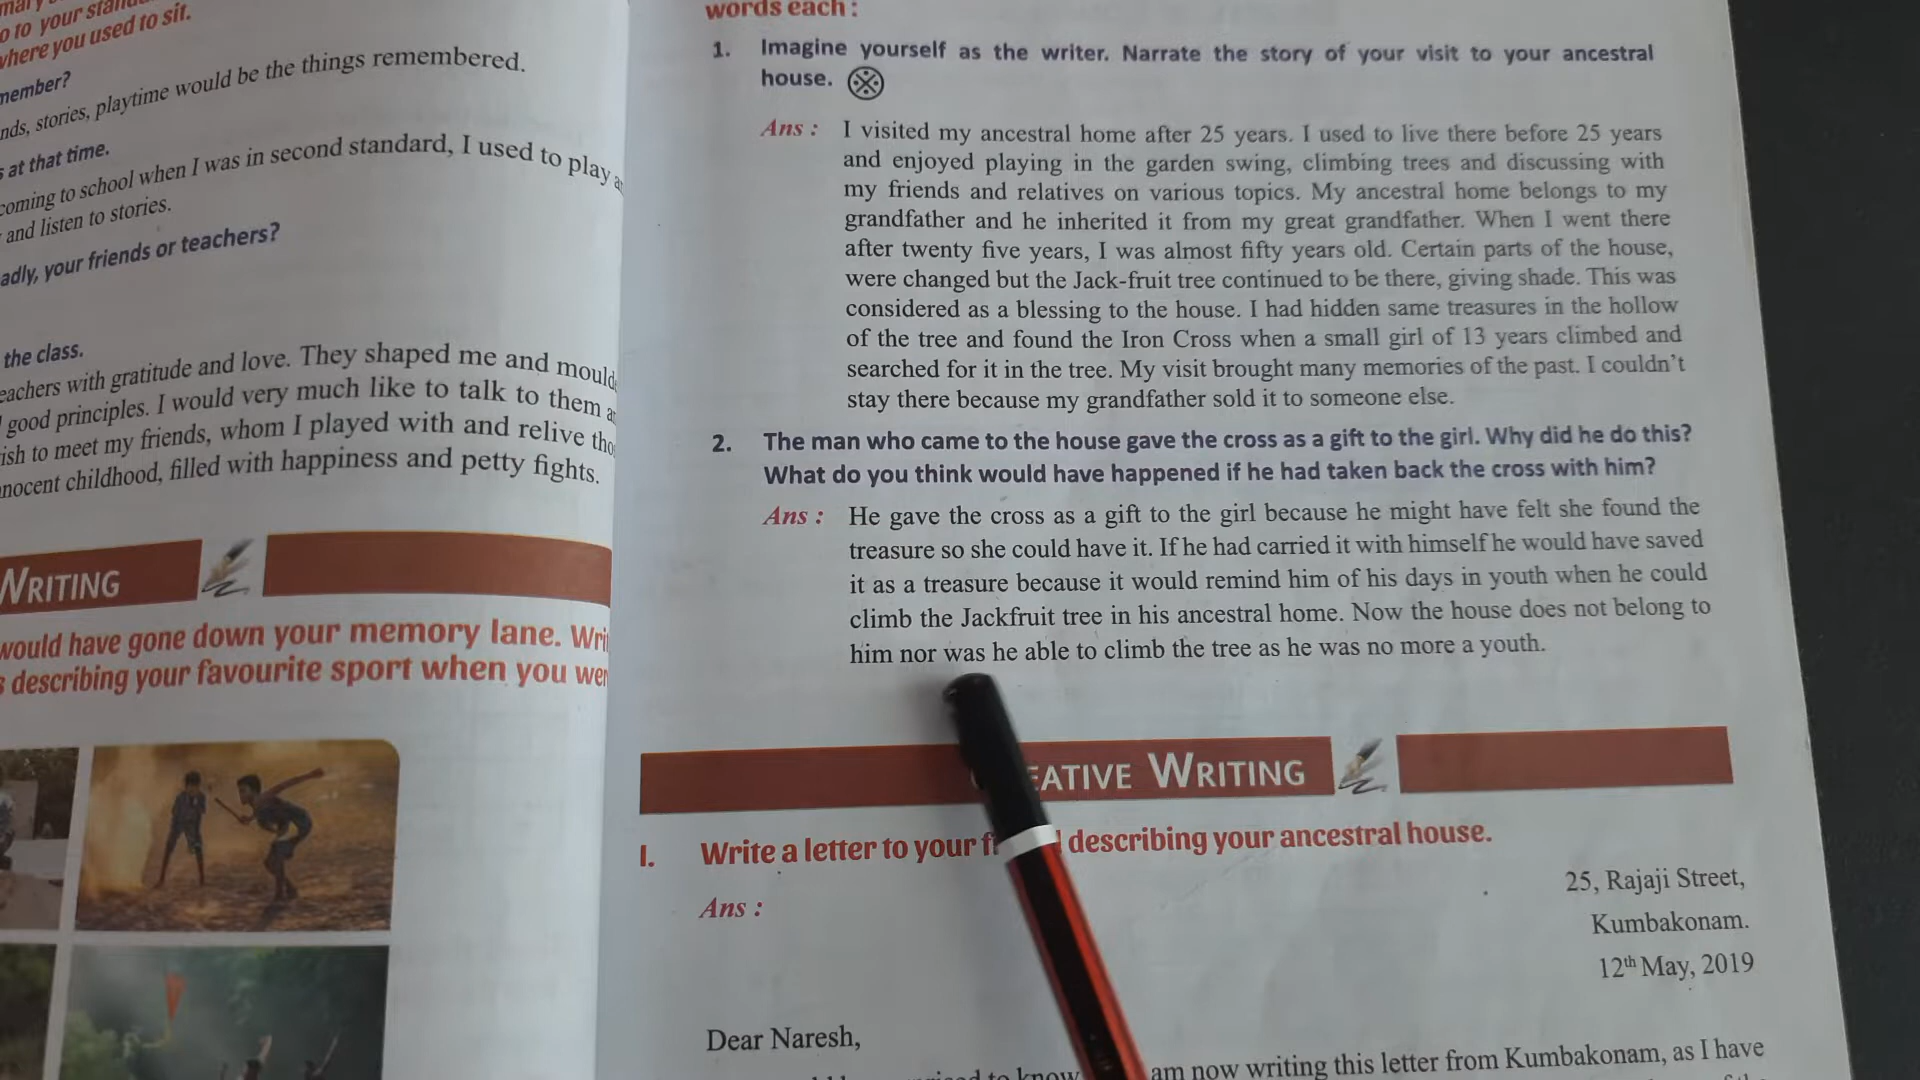 to your
where you used to sit.
member?
nds, stories, playtime would be the things remembered.
at that time.
coming to school when I was in second standard, I used to play
and listen to stories.
adly, your friends or teachers?
the class.
eachers with gratitude and love. They shaped me and mould
good principles. I would very much like to talk to them
ish to meet my friends, whom I played with and relive tho
nocent childhood, filled with happiness and petty fights.
WRITING
would have gone down your memory lane. Wri
s describing your favourite sport when you wer
words each :
1. Imagine yourself as the writer. Narrate the story of your visit to your ancestral
house.
Ans : I visited my ancestral home after 25 years. I used to live there before 25 years
and enjoyed playing in the garden swing, climbing trees and discussing with
my friends and relatives on various topics. My ancestral home belongs to my
grandfather and he inherited it from my great grandfather. When I went there
after twenty five years, I was almost fifty years old. Certain parts of the house,
were changed but the Jack-fruit tree continued to be there, giving shade. This was
considered as a blessing to the house. I had hidden same treasures in the hollow
of the tree and found the Iron Cross when a small girl of 13 years climbed and
searched for it in the tree. My visit brought many memories of the past. I couldn't
stay there because my grandfather sold it to someone else.
2. The man who came to the house gave the cross as a gift to the girl. Why did he do this?
What do you think would have happened if he had taken back the cross with him?
Ans : He gave the cross as a gift to the girl because he might have felt she found the
treasure so she could have it. If he had carried it with himself he would have saved
it as a treasure because it would remind him of his days in youth when he could
climb the Jackfruit tree in his ancestral home. Now the house does not belong to
him nor was he able to climb the tree as he was no more a youth.
EATIVE WRITING
I. Write a letter to your f d describing your ancestral house.
Ans :
25, Rajaji Street,
Kumbakonam.
12th May, 2019
Dear Naresh,
to know am now writing this letter from Kumbakonam, as I have